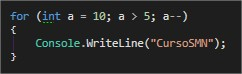 for (int a = 10; a > 5; a--)
{
    Console.WriteLine("CursoSMN");
}